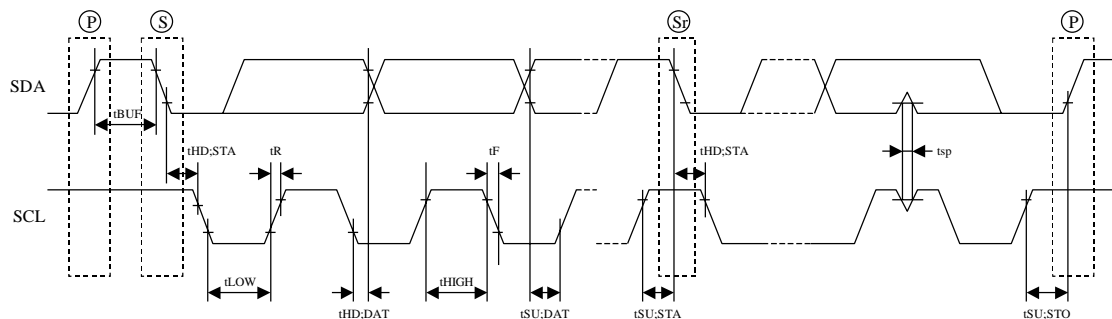 P
S
Sr
P
SDA
tBUF
tHD;STA
tR
tF
tHD;STA
tsp
SCL
tLOW
tHD;DAT
tHIGH
tSU;DAT
tSU;STA
tSU;STO